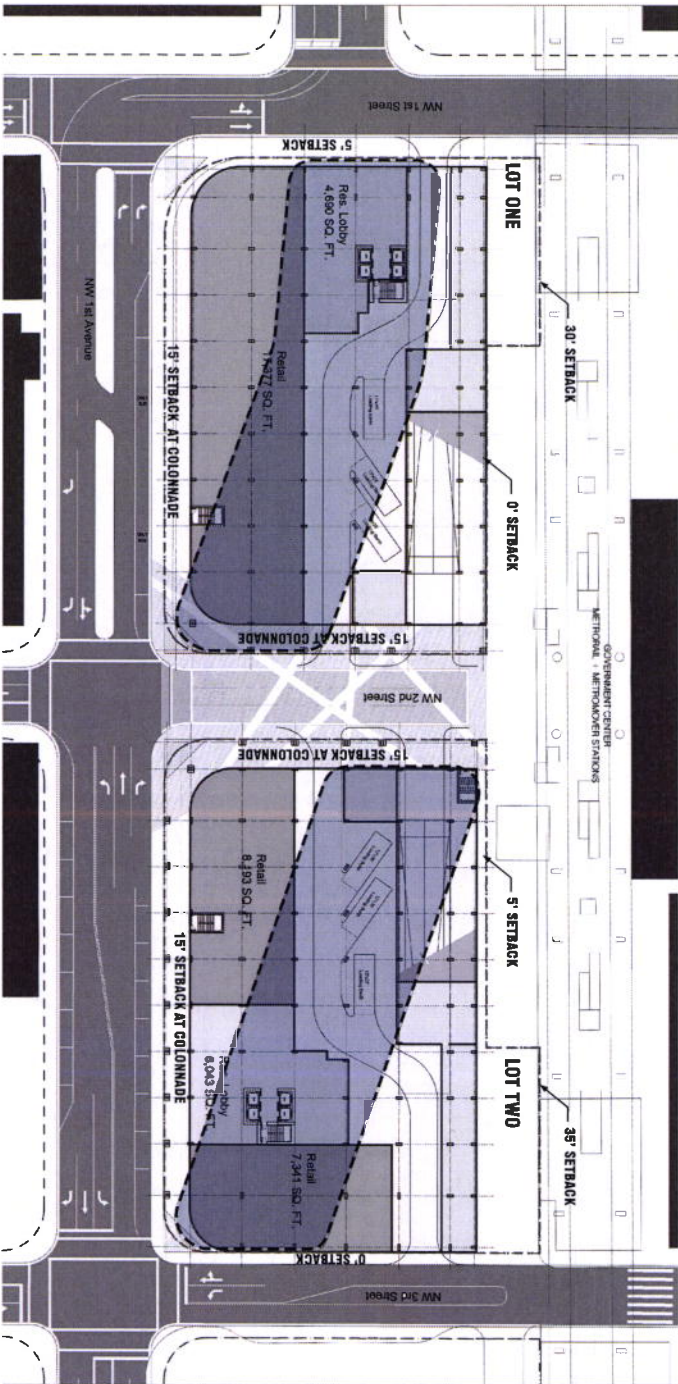 NW 1st Street
5' SETBACK
LOT ONE
30' SETBACK
Res. Lobby
4,690 SQ. FT.
NW 1st Avenue
15' SETBACK AT COLONNADE
Retail
SQ. FT.
0' SETBACK
15' SETBACK AT COLONNADE
NW 2nd Street
GOVERNMENT CENTER
METRORAIL + METROMOVER STATIONS
15' SETBACK AT COLONNADE
Retail
8,193 SQ. FT.
5' SETBACK
15' SETBACK AT COLONNADE
LOT TWO
35' SETBACK
6,043 SQ. FT.
Retail
7,341 SQ. FT.
0' SETBACK
NW 3rd Street